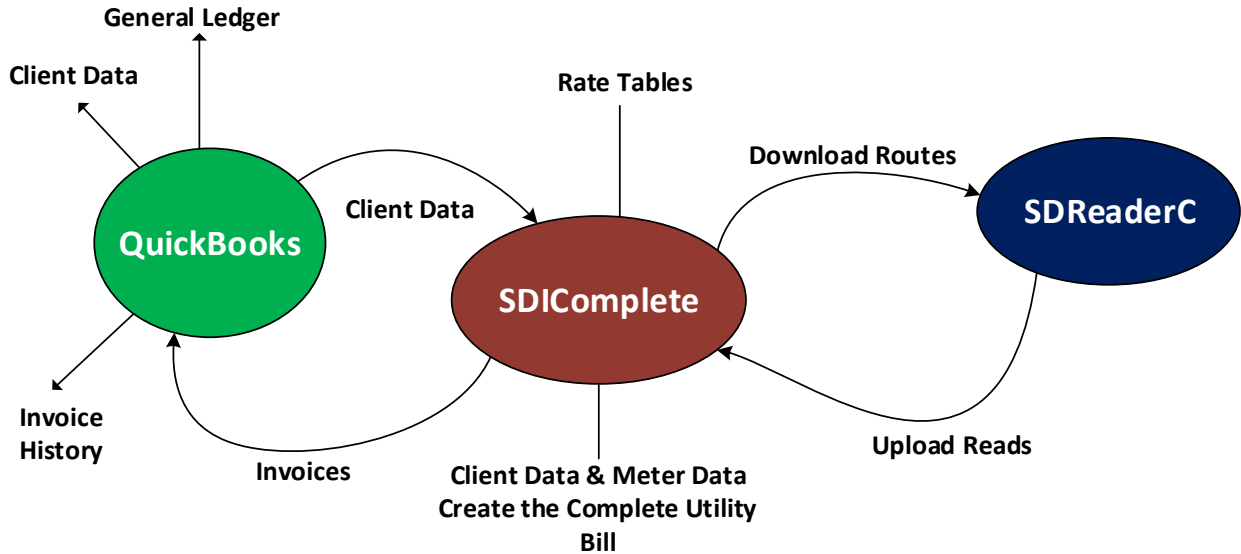 General Ledger
Client Data
Rate Tables
Download Routes
Client Data
SDReaderC
QuickBooks
SDIComplete
Invoice
History
Invoices
Upload Reads
Client Data & Meter Data
Create the Complete Utility
Bill